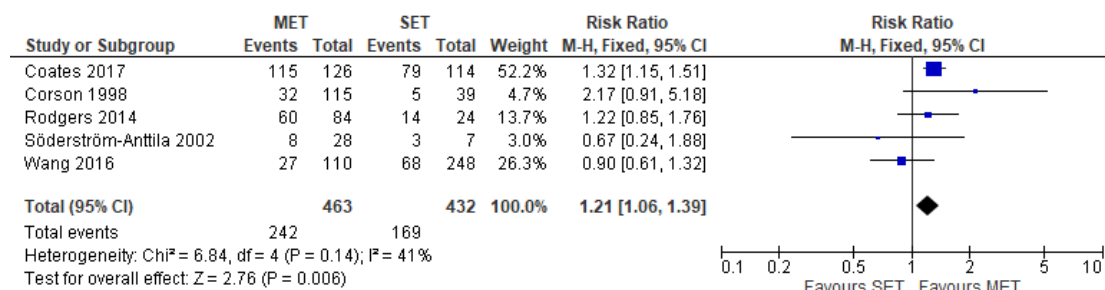 MET SET Risk Ratio Risk Ratio
Study or Subgroup Events Total Events Total Weight M-H, Fixed, 95% CI M-H, Fixed, 95% CI
Coates 2017 115 126 79 114 52.2% 1.32 [1.15, 1.51]
Corson 1998 32 115 5 39 4.7% 2.17 [0.91, 5.18]
Rodgers 2014 60 84 14 24 13.7% 1.22 [0.85, 1.76]
Söderström-Anttila 2002 8 28 3 7 3.0% 0.67 [0.24, 1.88]
Wang 2016 27 110 68 248 26.3% 0.90 [0.61, 1.32]
Total (95% CI) 463 432 100.0% 1.21 [1.06, 1.39]
Total events 242 169
Heterogeneity: Chi² = 6.84, df = 4 (P = 0.14); I² = 41%
Test for overall effect: Z = 2.76 (P = 0.006)
0.1 0.2 0.5 1 2 5 10
Favours SET Favours MET